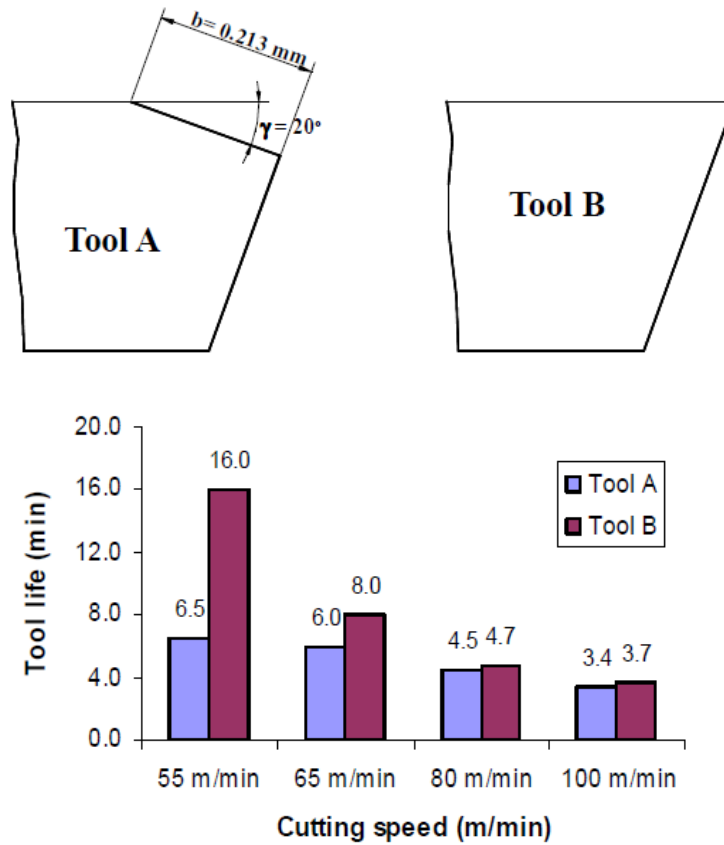 b= 0.213 mm
γ = 20°
Tool A
Tool B
20.0
16.0
12.0
8.0
4.0
0.0
Tool life (min)
6.5
16.0
6.0
8.0
4.5
4.7
3.4
3.7
Tool A
Tool B
55 m/min
65 m/min
80 m/min
100 m/min
Cutting speed (m/min)